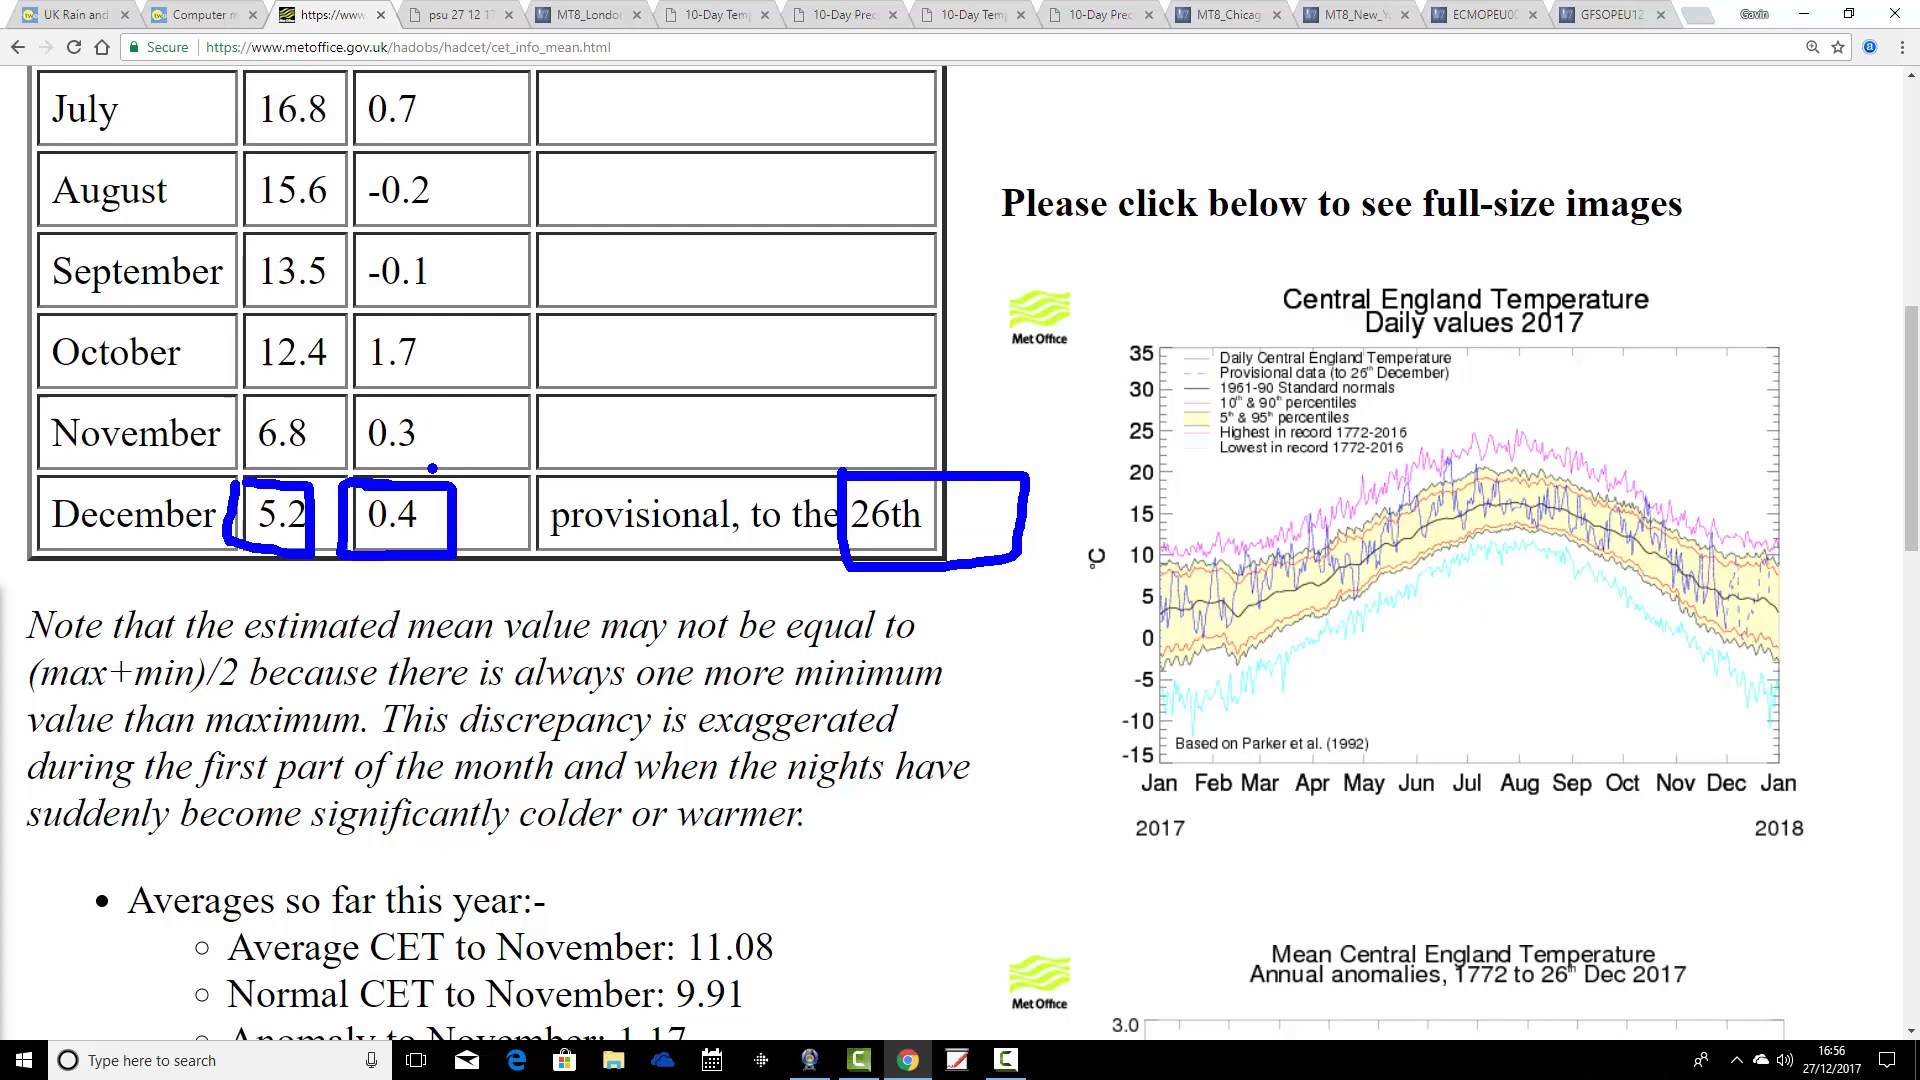 UK Rain and
Computer m
https://www
psu 27 12 17
MT8_London
10-Day Temp
10-Day Prec
10-Day Temp
10-Day Prec
MT8_Chicag
MT8_New_Y
ECMOPEU00
GFSOPEU12_
Gavin
Secure
https://www.metoffice.gov.uk/hadobs/hadcet/cet_info_mean.html
July 16.8 0.7
August 15.6 -0.2
September 13.5 -0.1
October 12.4 1.7
November 6.8 0.3
December 5.2 0.4 provisional, to the 26th
Note that the estimated mean value may not be equal to
(max+min)/2 because there is always one more minimum
value than maximum. This discrepancy is exaggerated
during the first part of the month and when the nights have
suddenly become significantly colder or warmer.
Averages so far this year:-
Average CET to November: 11.08
Normal CET to November: 9.91
Anomaly to November: 1.17
Please click below to see full-size images
Met Office
Central England Temperature
Daily values 2017
Daily Central England Temperature
Provisional data (to 26th December)
1961-90 Standard normals
10th & 90th percentiles
5th & 95th percentiles
Highest in record 1772-2016
Lowest in record 1772-2016
35
30
25
20
15
10
5
0
-5
-10
-15
°C
Based on Parker et al. (1992)
Jan Feb Mar Apr May Jun Jul Aug Sep Oct Nov Dec Jan
2017 2018
Met Office
Mean Central England Temperature
Annual anomalies, 1772 to 26th Dec 2017
3.0
Type here to search
16:56
27/12/2017